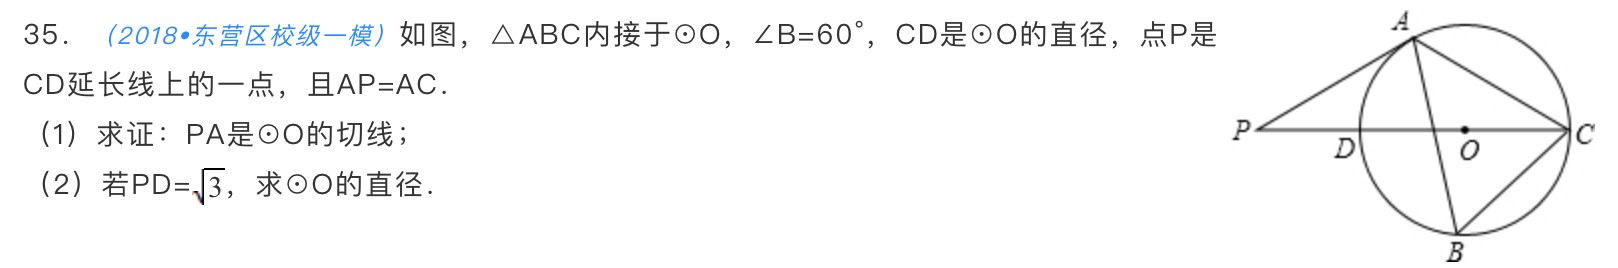 35. （2018•东营区校级一模）如图，△ABC内接于⊙O，∠B=60°，CD是⊙O的直径，点P是
CD延长线上的一点，且AP=AC.
（1）求证：PA是⊙O的切线；
（2）若PD=√3，求⊙O的直径.
A
P
D
O
C
B